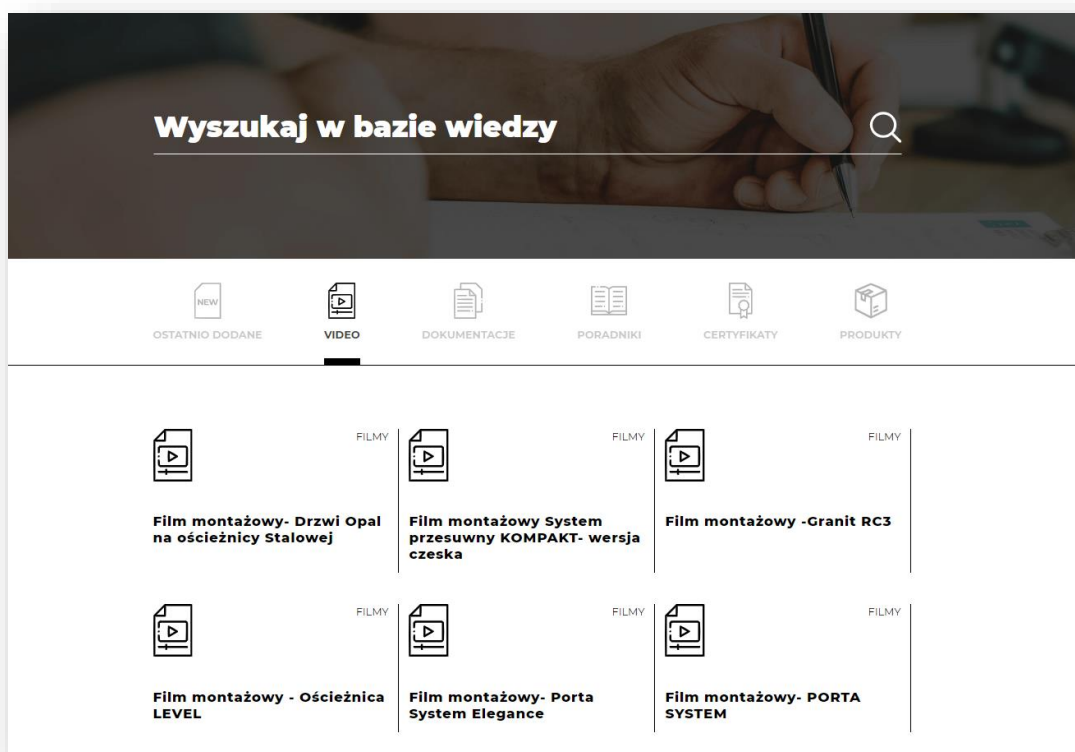 Wyszukaj w bazie wiedzy
NEW
OSTATNIO DODANE
VIDEO
DOKUMENTACJE
PORADNIKI
CERTYFIKATY
PRODUKTY
FILMY
Film montażowy- Drzwi Opal
na ościeżnicy Stalowej
FILMY
Film montażowy System
przesuwny KOMPAKT- wersja
czeska
FILMY
Film montażowy -Granit RC3
FILMY
Film montażowy - Ościeżnica
LEVEL
FILMY
Film montażowy- Porta
System Elegance
FILMY
Film montażowy- PORTA
SYSTEM